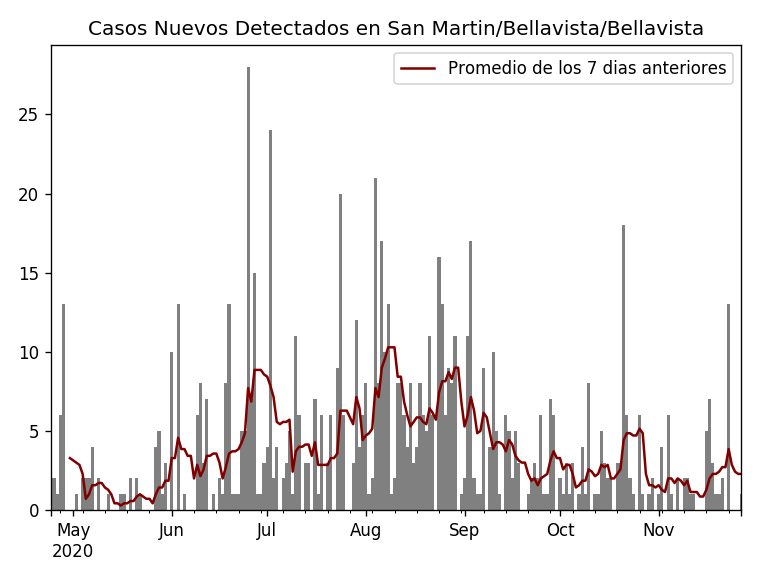 Casos Nuevos Detectados en San Martin/Bellavista/Bellavista
Promedio de los 7 dias anteriores
25
20
15
10
5
0
May Jun Jul Aug Sep Oct Nov
2020